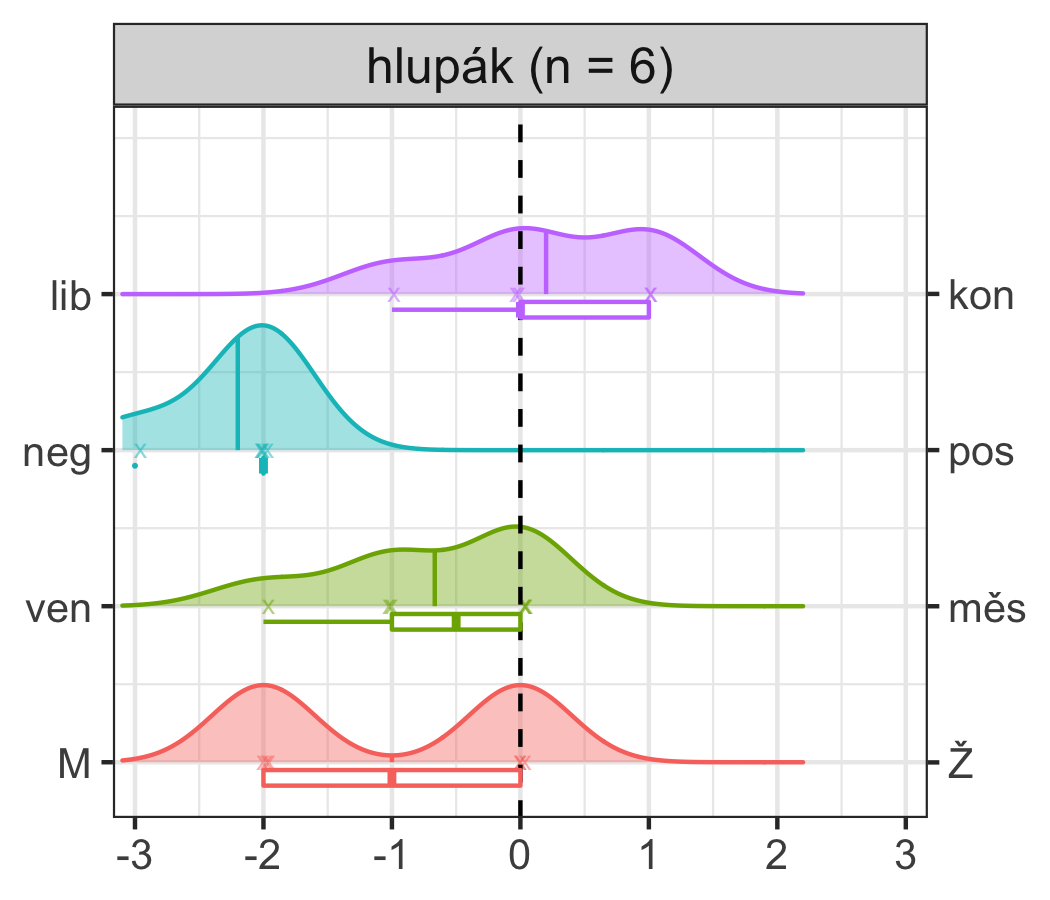 hlupák (n = 6)
lib kon
neg pos
ven měs
M Ž
-3 -2 -1 0 1 2 3